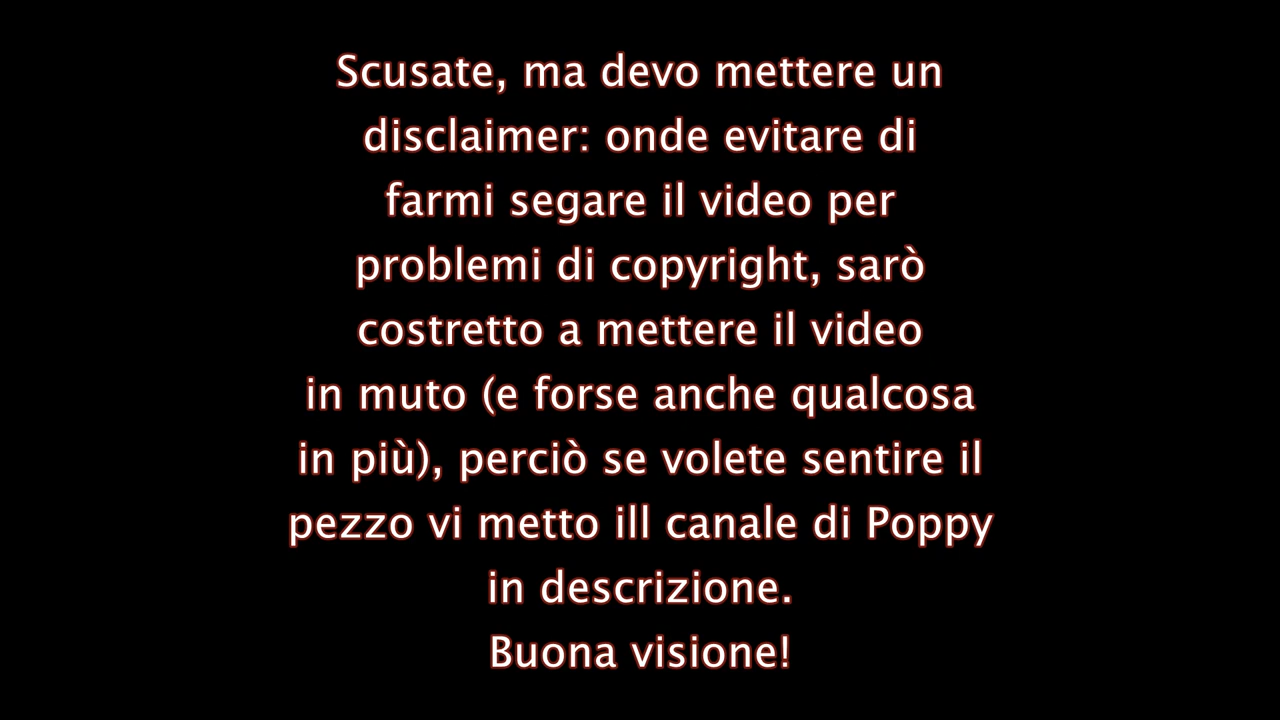 Scusate, ma devo mettere un
disclaimer: onde evitare di
farmi segare il video per
problemi di copyright, sarò
costretto a mettere il video
in muto (e forse anche qualcosa
in più), perciò se volete sentire il
pezzo vi metto ill canale di Poppy
in descrizione.
Buona visione!